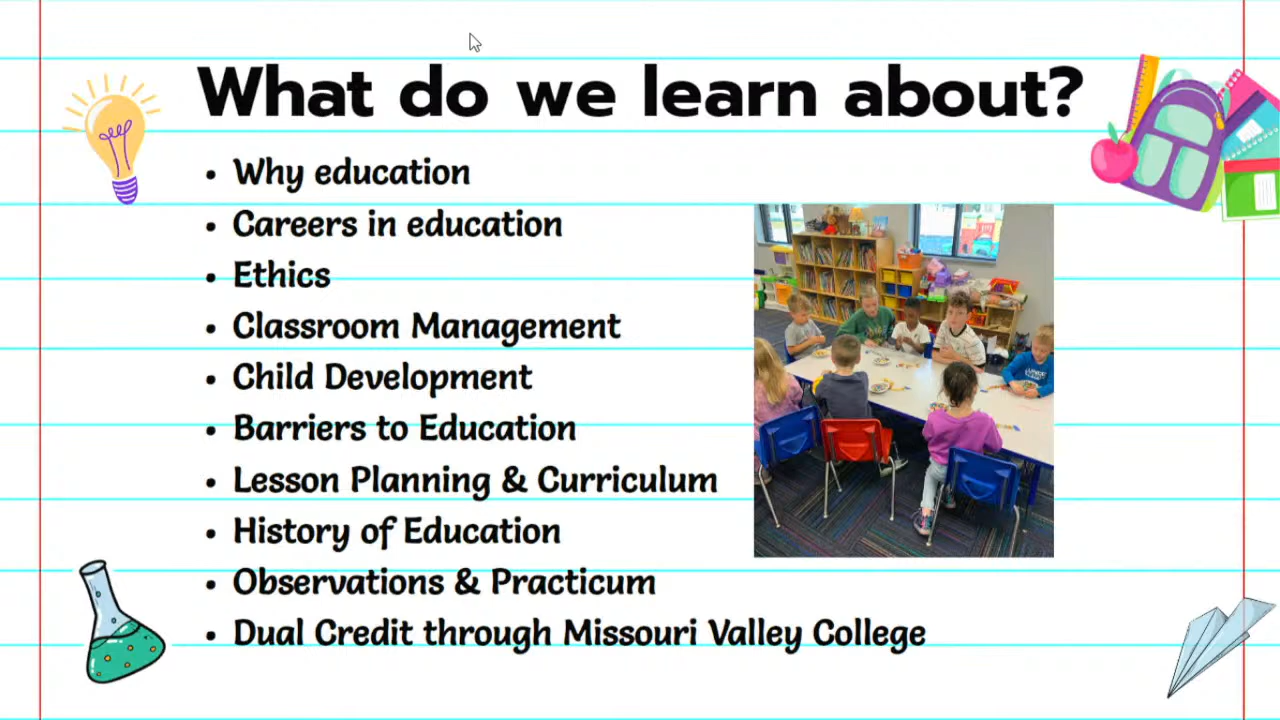 What do we learn about?
• Why education
• Careers in education
• Ethics
• Classroom Management
• Child Development
• Barriers to Education
• Lesson Planning & Curriculum
• History of Education
• Observations & Practicum
• Dual Credit through Missouri Valley College